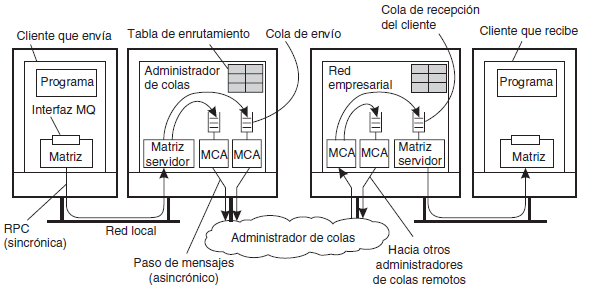 Cliente que envía
Tabla de enrutamiento
Cola de envío
Cola de recepción
del cliente
Cliente que recibe
Programa
Interfaz MQ
Matriz
Administrador
de colas
Matriz
servidor
MCA
MCA
Red
empresarial
MCA
MCA
Matriz
servidor
Programa
Matriz
RPC
(sincrónica)
Red local
Administrador de colas
Paso de mensajes
(asincrónico)
Hacia otros
administradores
de colas remotos